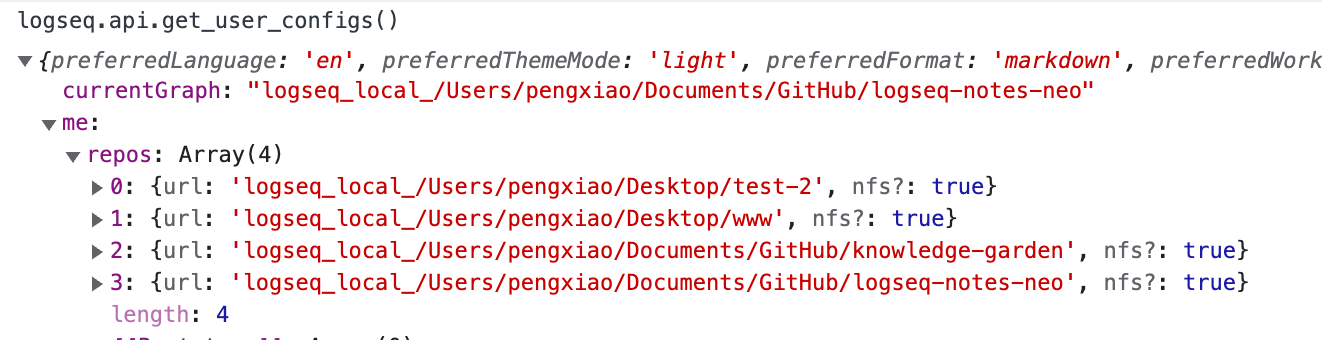 logseq.api.get_user_configs()
{preferredLanguage: 'en', preferredThemeMode: 'light', preferredFormat: 'markdown', preferredWork
currentGraph: "logseq_local_/Users/pengxiao/Documents/GitHub/logseq-notes-neo"
me:
repos: Array(4)
0: {url: 'logseq_local_/Users/pengxiao/Desktop/test-2', nfs?: true}
1: {url: 'logseq_local_/Users/pengxiao/Desktop/www', nfs?: true}
2: {url: 'logseq_local_/Users/pengxiao/Documents/GitHub/knowledge-garden', nfs?: true}
3: {url: 'logseq_local_/Users/pengxiao/Documents/GitHub/logseq-notes-neo', nfs?: true}
length: 4